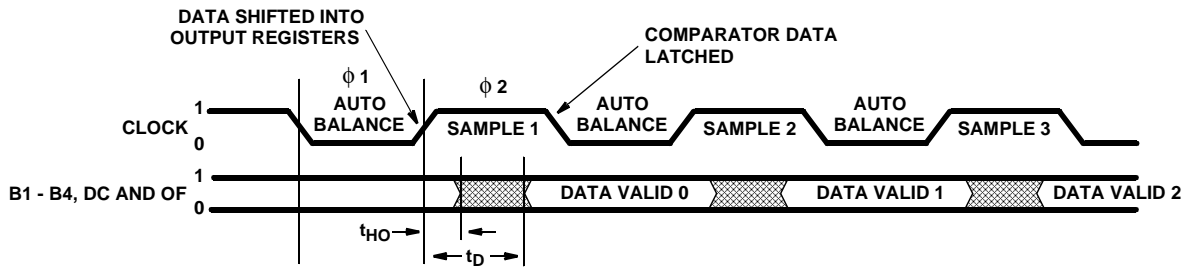 DATA SHIFTED INTO
OUTPUT REGISTERS
COMPARATOR DATA
LATCHED
ϕ 1
ϕ 2
CLOCK
1
0
AUTO
BALANCE
SAMPLE 1
AUTO
BALANCE
SAMPLE 2
AUTO
BALANCE
SAMPLE 3
B1 - B4, DC AND OF
1
0
DATA VALID 0
DATA VALID 1
DATA VALID 2
tHO
tD